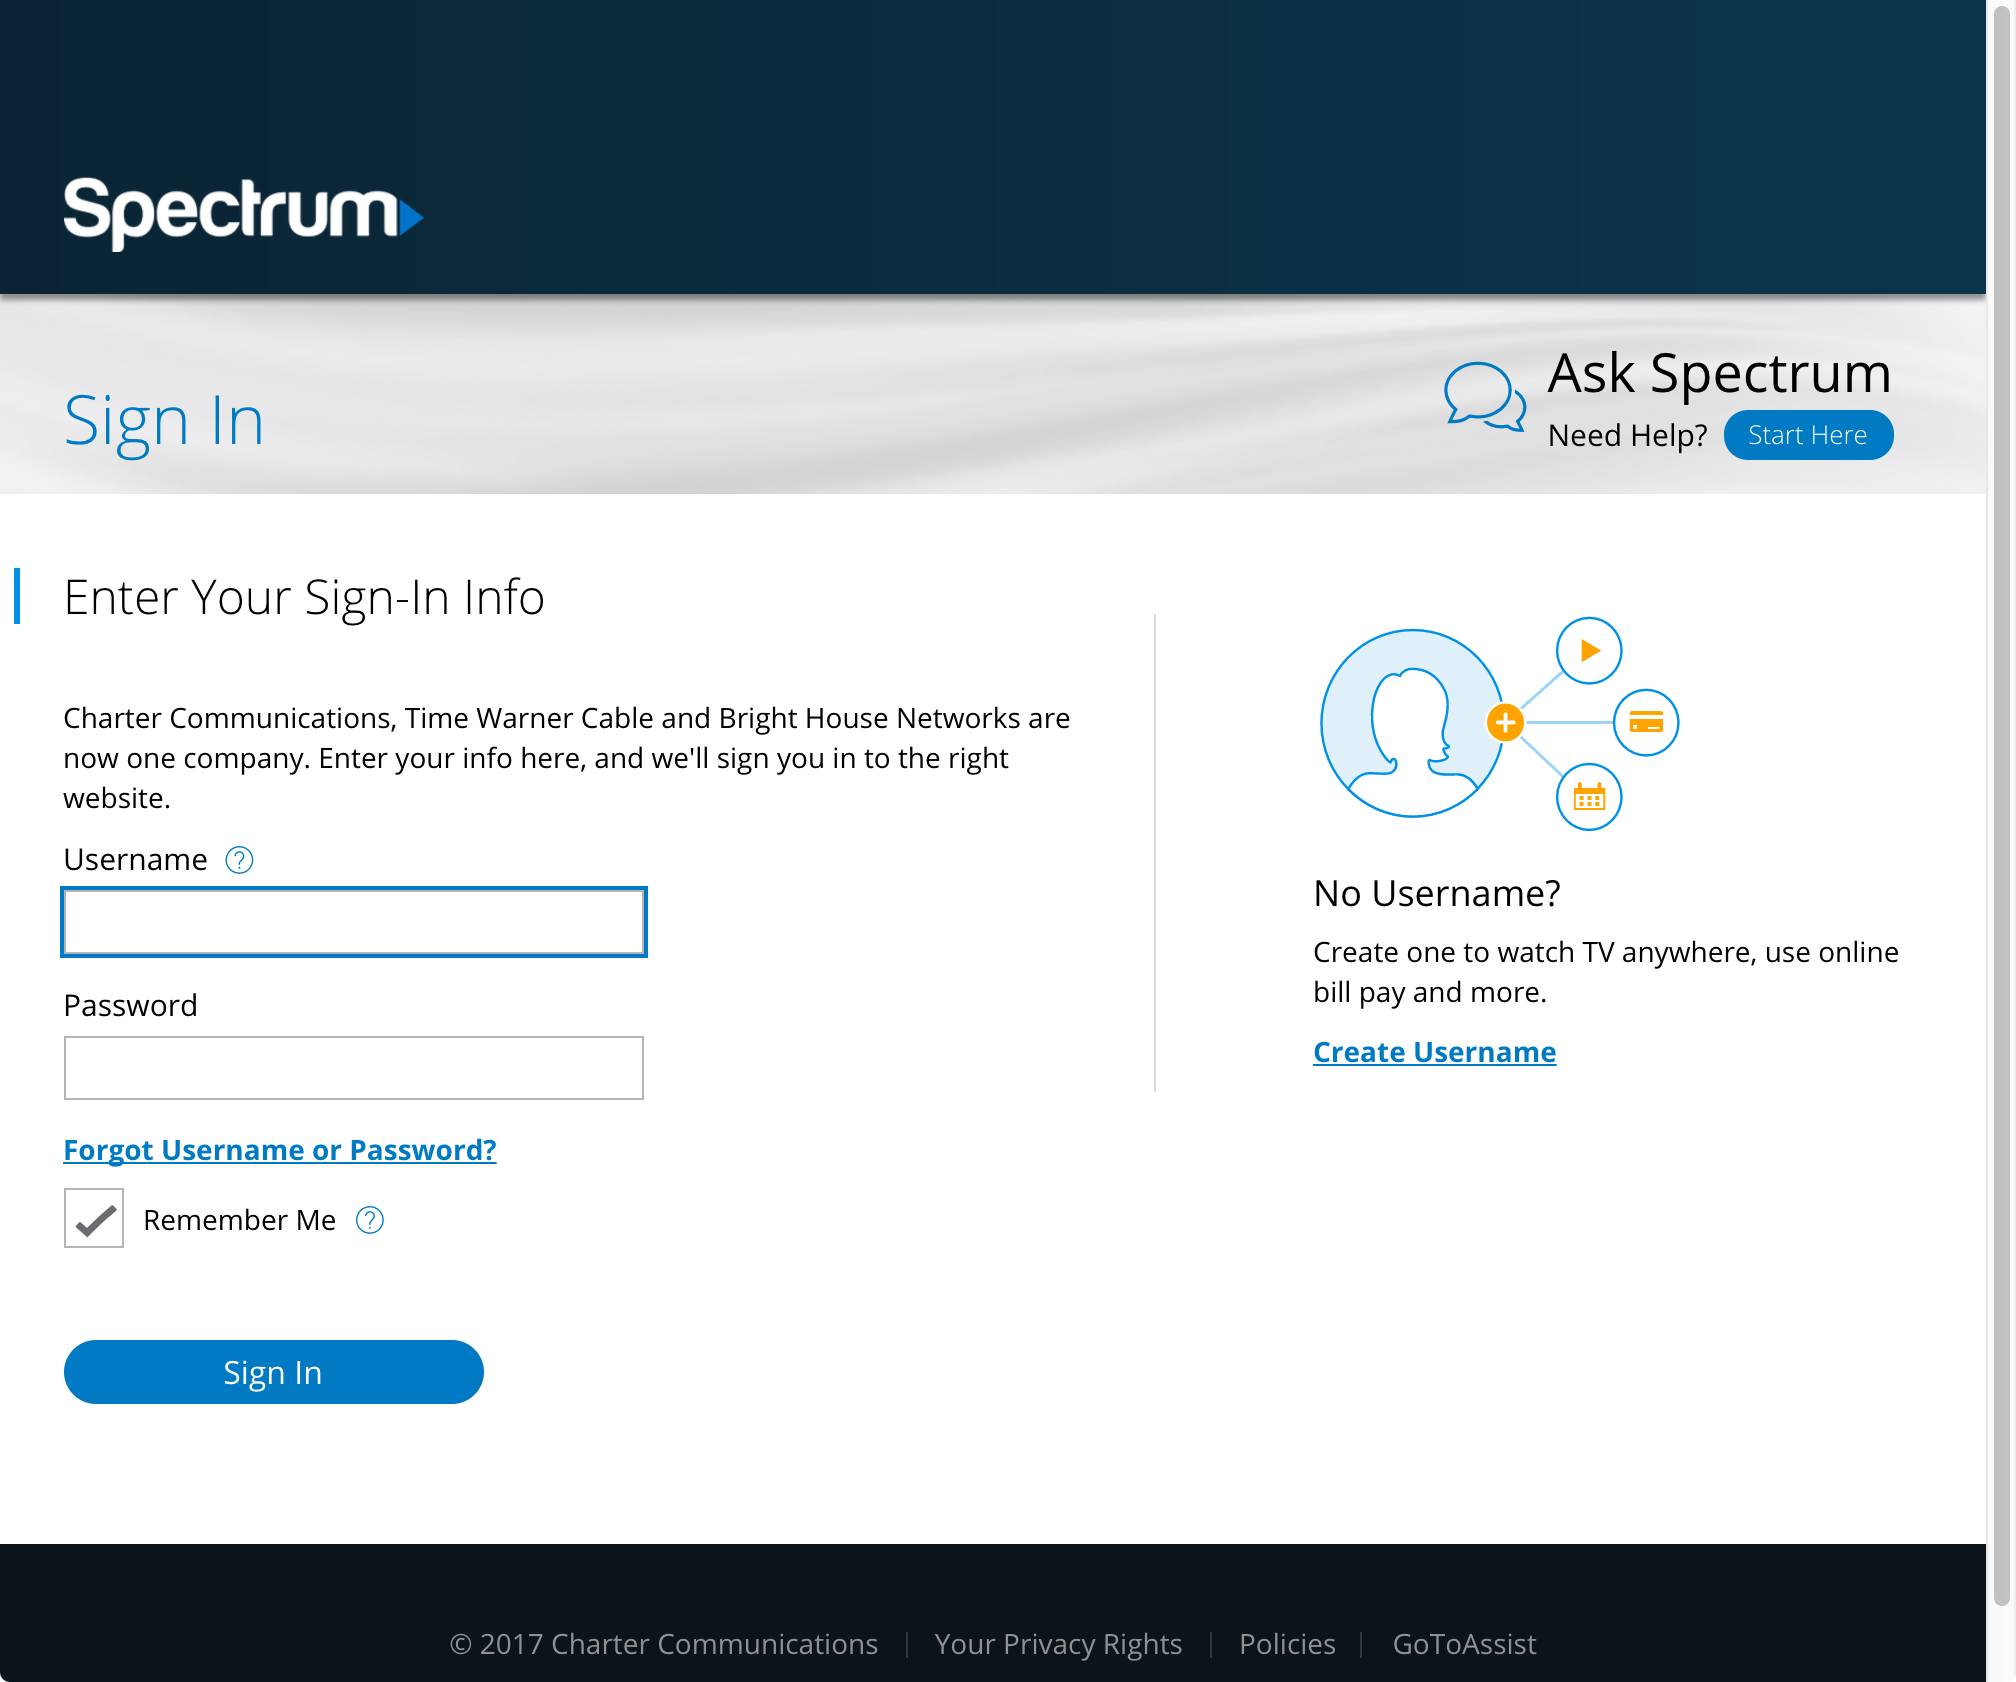 Spectrum
Sign In
Ask Spectrum
Need Help? Start Here
Enter Your Sign-In Info
Charter Communications, Time Warner Cable and Bright House Networks are
now one company. Enter your info here, and we'll sign you in to the right
website.
Username ?
Password
Forgot Username or Password?
Remember Me ?
Sign In
No Username?
Create one to watch TV anywhere, use online
bill pay and more.
Create Username
© 2017 Charter Communications | Your Privacy Rights | Policies | GoToAssist